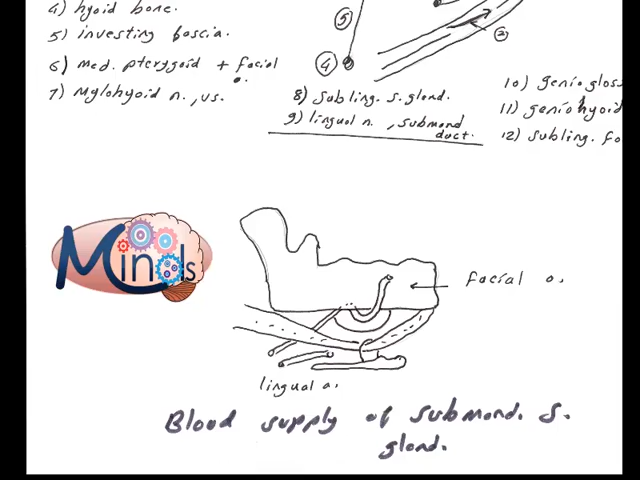 4) hyoid bone.
5) investing fascia.
6) med. pterygoid + facial a.
7) Mylohyoid n., vs.
5
4
2
8) Subling. s. gland.
9) lingual n., submand duct.
10) genioglos
11) geniohyoid
12) subling. fo
Minds
facial a.
lingual a.
Blood supply of submand. s.
gland.